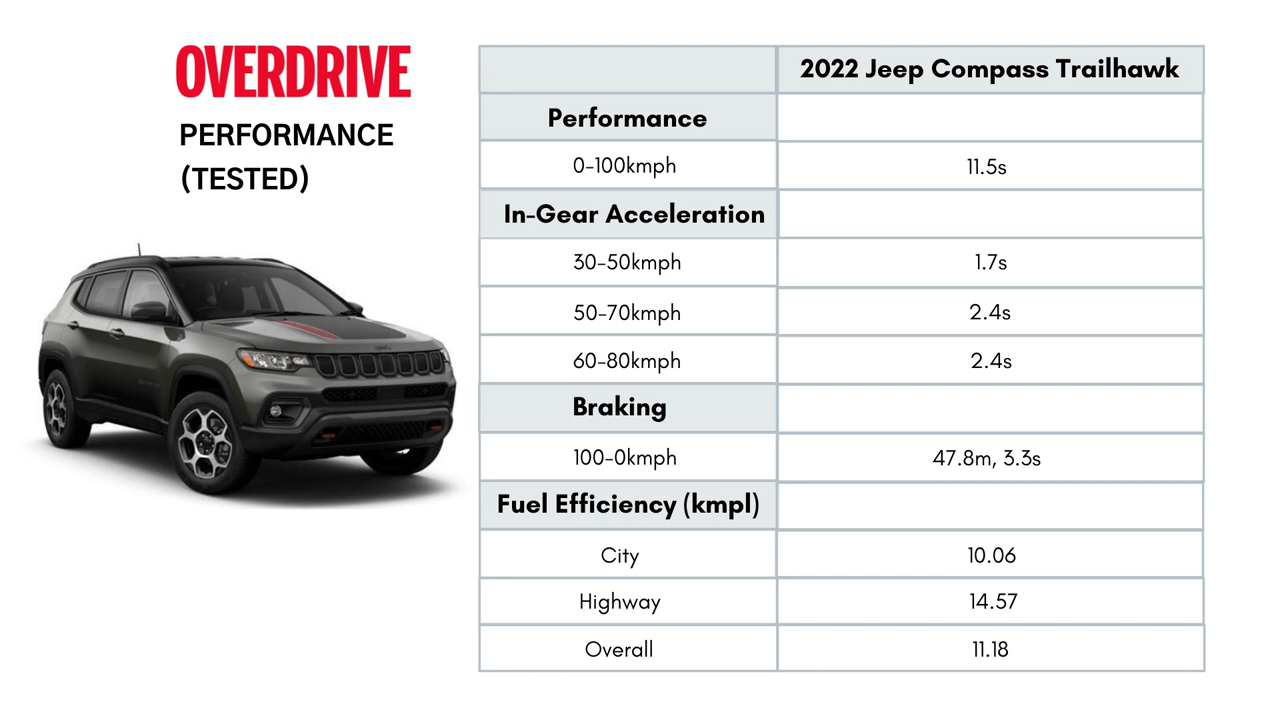 OVERDRIVE
PERFORMANCE
(TESTED)
2022 Jeep Compass Trailhawk
Performance
0-100kmph 11.5s
In-Gear Acceleration
30-50kmph 1.7s
50-70kmph 2.4s
60-80kmph 2.4s
Braking
100-0kmph 47.8m, 3.3s
Fuel Efficiency (kmpl)
City 10.06
Highway 14.57
Overall 11.18